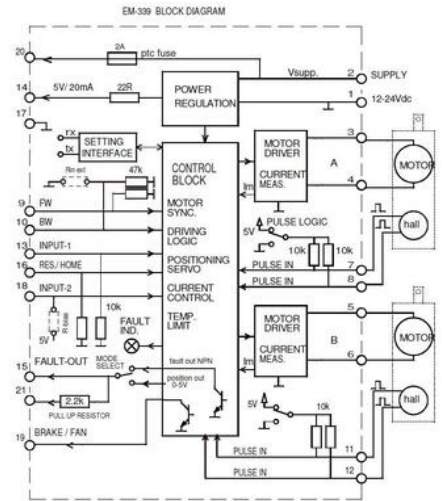 EM-339 BLOCK DIAGRAM
20
2A
ptc fuse
Vsupp.
2
SUPPLY
14
5V/ 20mA
22R
POWER
REGULATION
1
12-24Vdc
17
rx
tx
SETTING
INTERFACE
Rin ext
47k
CONTROL
BLOCK
MOTOR
SYNC.
DRIVING
LOGIC
POSITIONING
SERVO
CURRENT
CONTROL
TEMP.
LIMIT
MOTOR
DRIVER
CURRENT
MEAS.
A
Im
3
4
MOTOR
9
FW
10
BW
13
INPUT-1
16
RES/ HOME
18
INPUT-2
PULSE LOGIC
5V
10k
10k
hall
PULSE IN
7
PULSE IN
8
10k
R-bias
5V
FAULT
IND.
MOTOR
DRIVER
CURRENT
MEAS.
B
Im
5
6
MOTOR
15
FAULT-OUT
MODE
SELECT
fault out NPN
position out
0-5V
21
2.2k
PULL UP RESISTOR
19
BRAKE / FAN
5V
10k
hall
PULSE IN
11
PULSE IN
12